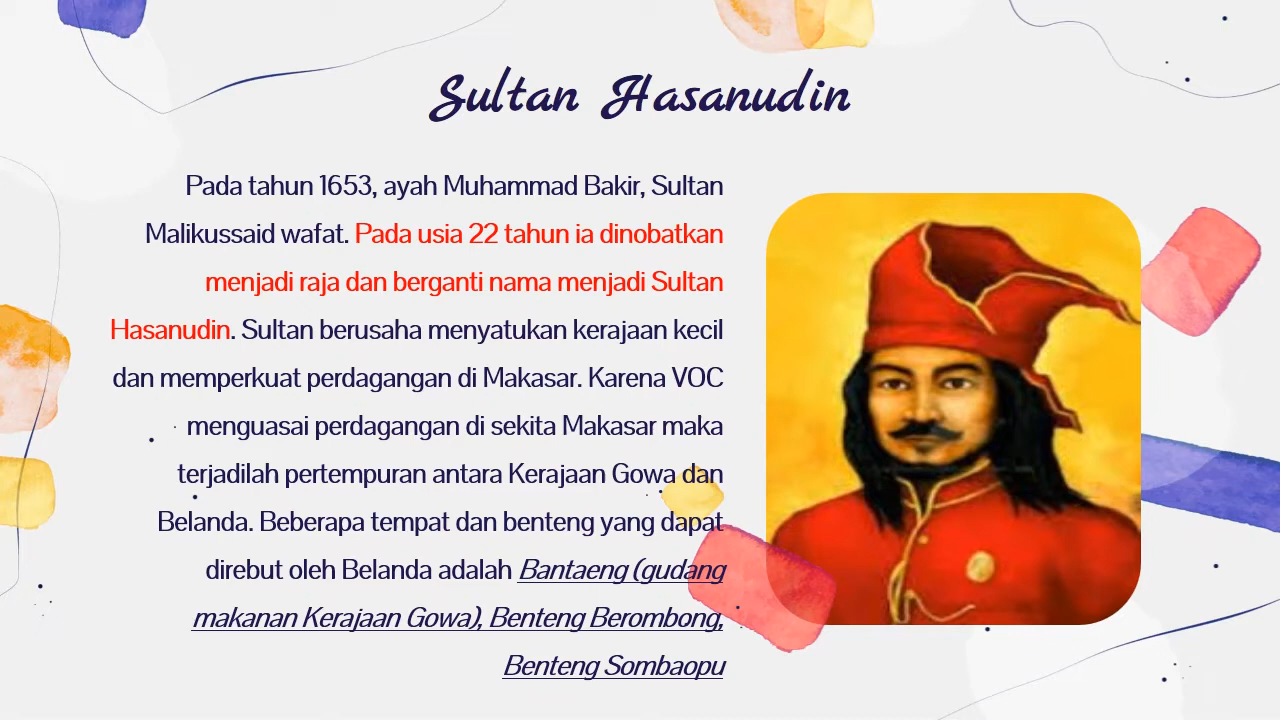 Sultan Hasanudin
Pada tahun 1653, ayah Muhammad Bakir, Sultan
Malikussaid wafat. Pada usia 22 tahun ia dinobatkan
menjadi raja dan berganti nama menjadi Sultan
Hasanudin. Sultan berusaha menyatukan kerajaan kecil
dan memperkuat perdagangan di Makasar. Karena VOC
menguasai perdagangan di sekita Makasar maka
terjadilah pertempuran antara Kerajaan Gowa dan
Belanda. Beberapa tempat dan benteng yang dapat
direbut oleh Belanda adalah Bantaeng (gudang
makanan Kerajaan Gowa), Benteng Berombong,
Benteng Sombaopu